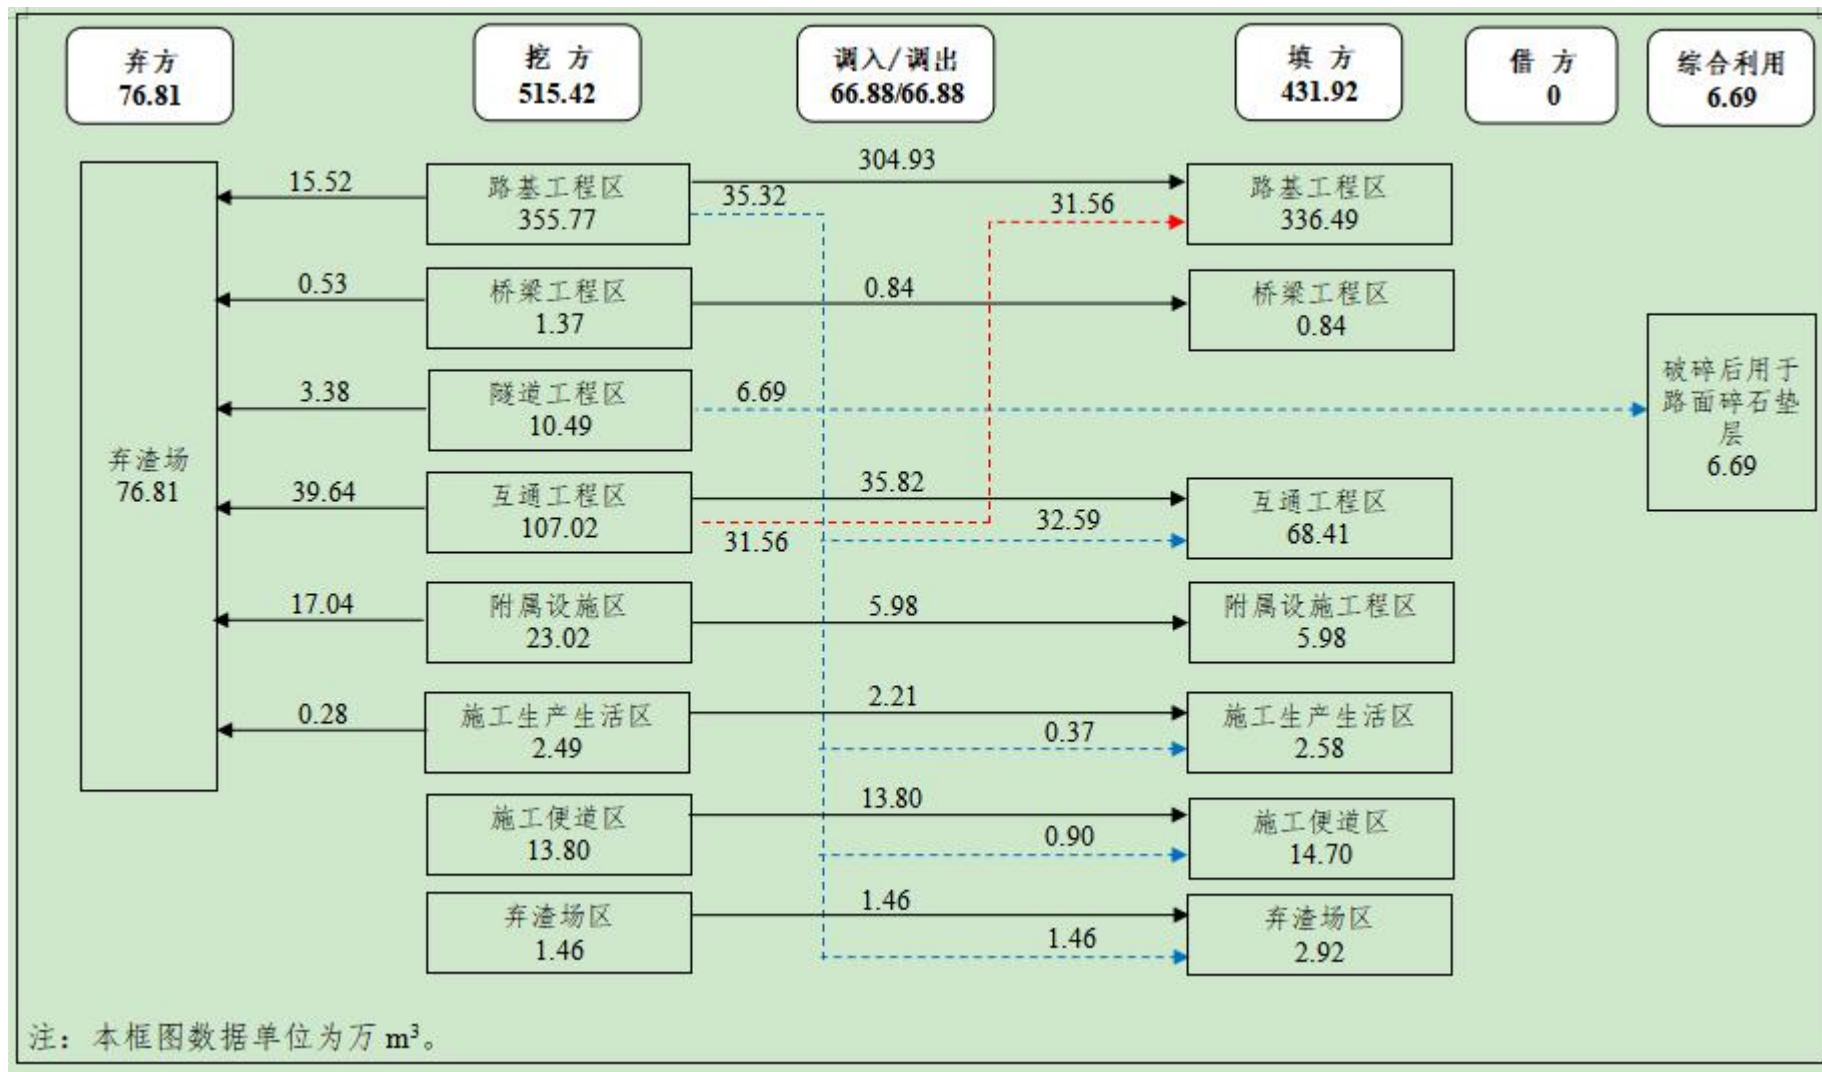 弃方
76.81
挖 方
515.42
调入/调出
66.88/66.88
填 方
431.92
借 方
0
综合利用
6.69
15.52
路基工程区
355.77
304.93
35.32
31.56
路基工程区
336.49
0.53
桥梁工程区
1.37
0.84
桥梁工程区
0.84
3.38
隧道工程区
10.49
6.69
破碎后用于
路面碎石垫
层
6.69
弃渣场
76.81
39.64
互通工程区
107.02
35.82
31.56
32.59
互通工程区
68.41
17.04
附属设施区
23.02
5.98
附属设施工程区
5.98
0.28
施工生产生活区
2.49
2.21
0.37
施工生产生活区
2.58
施工便道区
13.80
13.80
0.90
施工便道区
14.70
弃渣场区
1.46
1.46
1.46
弃渣场区
2.92
注：本框图数据单位为万 m³。